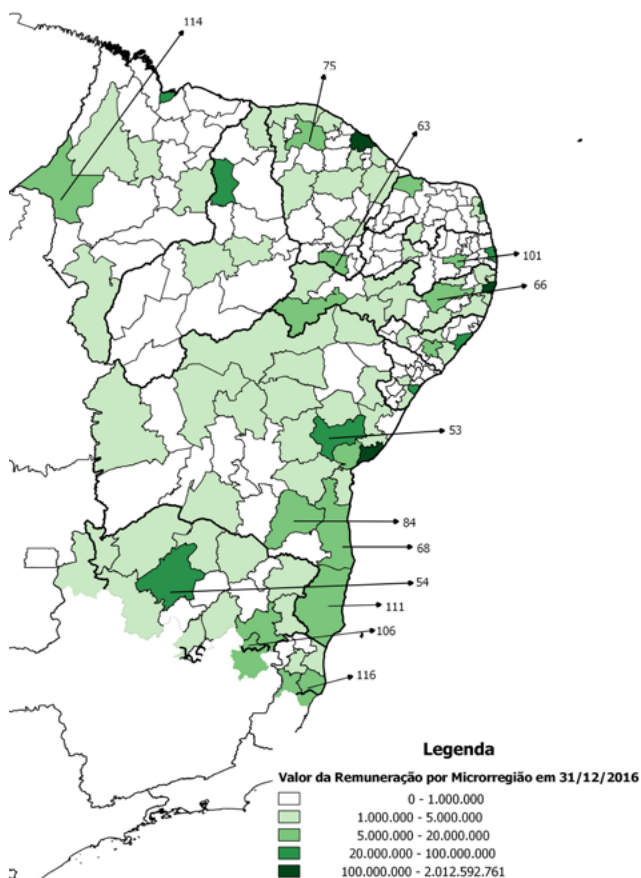 114
75
63
101
66
53
84
68
54
111
106
116
Legenda
Valor da Remuneração por Microrregião em 31/12/2016
0 - 1.000.000
1.000.000 - 5.000.000
5.000.000 - 20.000.000
20.000.000 - 100.000.000
100.000.000 - 2.012.592.761